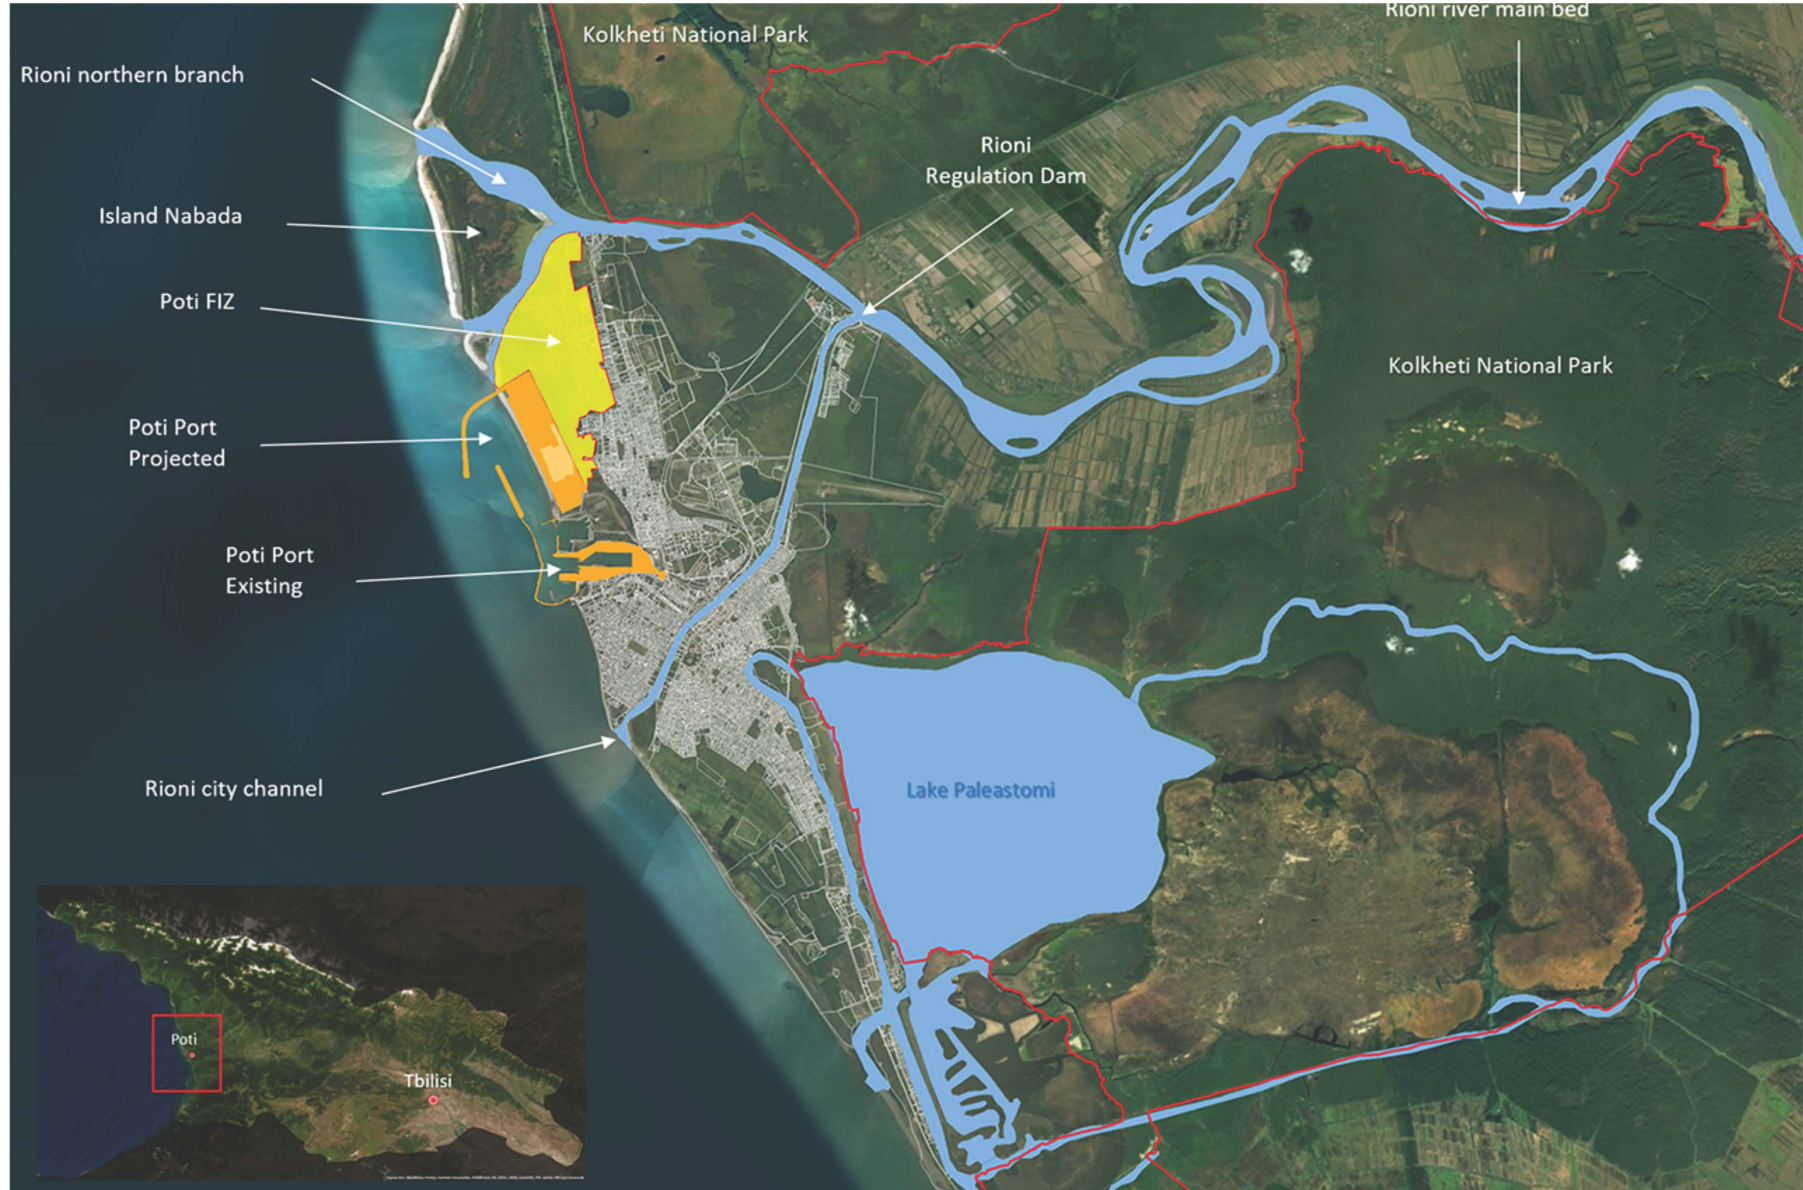 Rioni river main bed
Kolkheti National Park
Rioni northern branch
Rioni
Regulation Dam
Island Nabada
Poti FIZ
Kolkheti National Park
Poti Port
Projected
Poti Port
Existing
Rioni city channel
Lake Paleastomi
Poti
Tbilisi